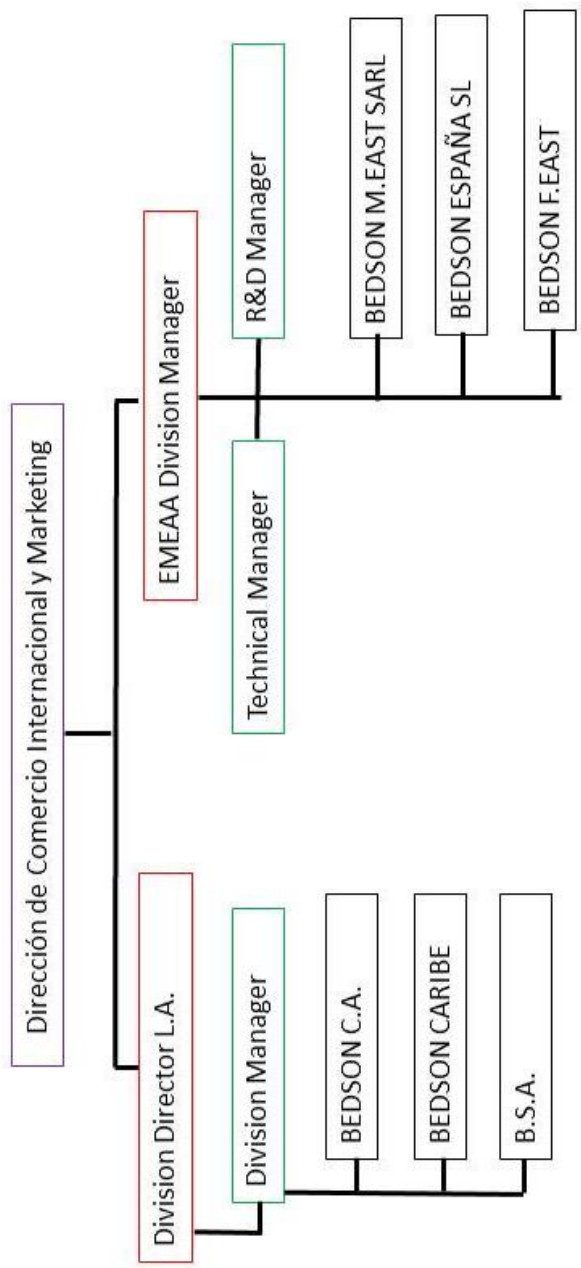 Dirección de Comercio Internacional y Marketing
Division Director L.A.
EMEAA Division Manager
Division Manager
Technical Manager
R&D Manager
BEDSON C.A.
BEDSON CARIBE
B.S.A.
BEDSON M.EAST SARL
BEDSON ESPAÑA SL
BEDSON F.EAST